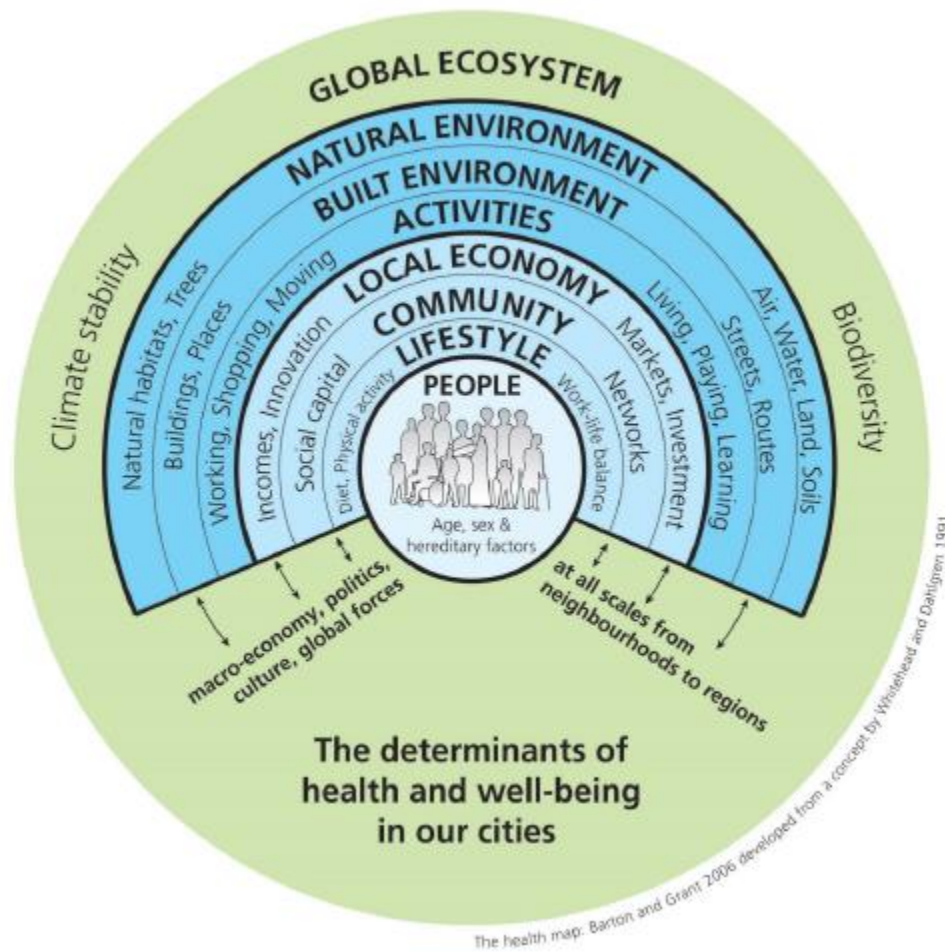 GLOBAL ECOSYSTEM
NATURAL ENVIRONMENT
BUILT ENVIRONMENT
ACTIVITIES
LOCAL ECONOMY
COMMUNITY
LIFESTYLE
PEOPLE
Age, sex &
hereditary factors
Climate stability
Natural habitats, Trees
Buildings, Places
Working, Shopping, Moving
Incomes, Innovation
Social capital
Diet, Physical activity
Work-life balance
Networks
Markets, Investment
Living, Playing, Learning
Streets, Routes
Air, Water, Land, Soils
Biodiversity
macro-economy, politics,
culture, global forces
at all scales from
neighbourhoods to regions
The determinants of
health and well-being
in our cities
The health map: Barton and Grant 2006 developed from a concept by Whitehead and Dahlgren 1991